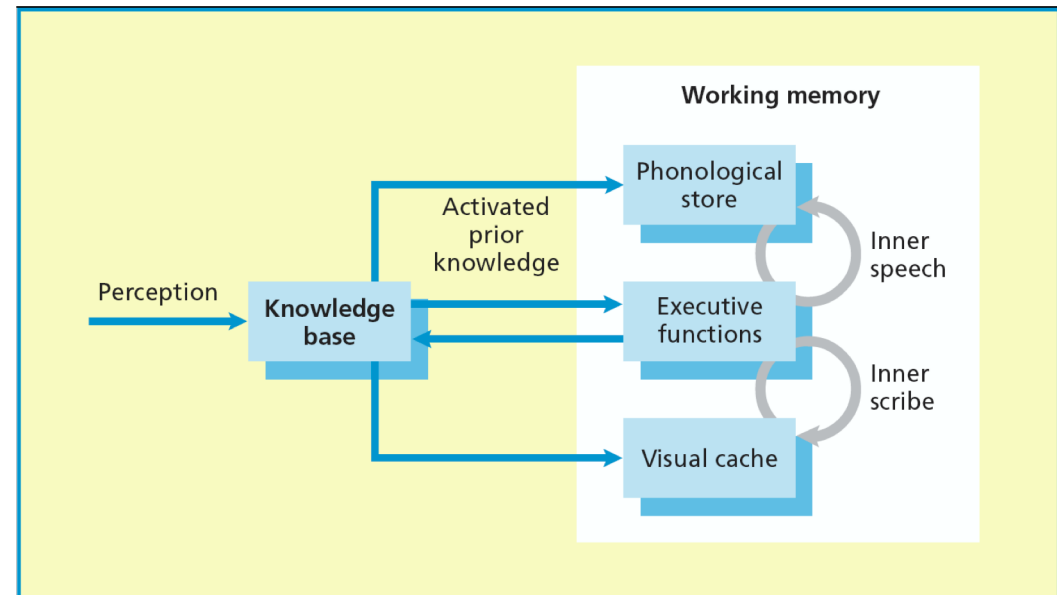 Working memory
Phonological
store
Activated
prior
knowledge
Inner
speech
Perception
Knowledge
base
Executive
functions
Inner
scribe
Visual cache